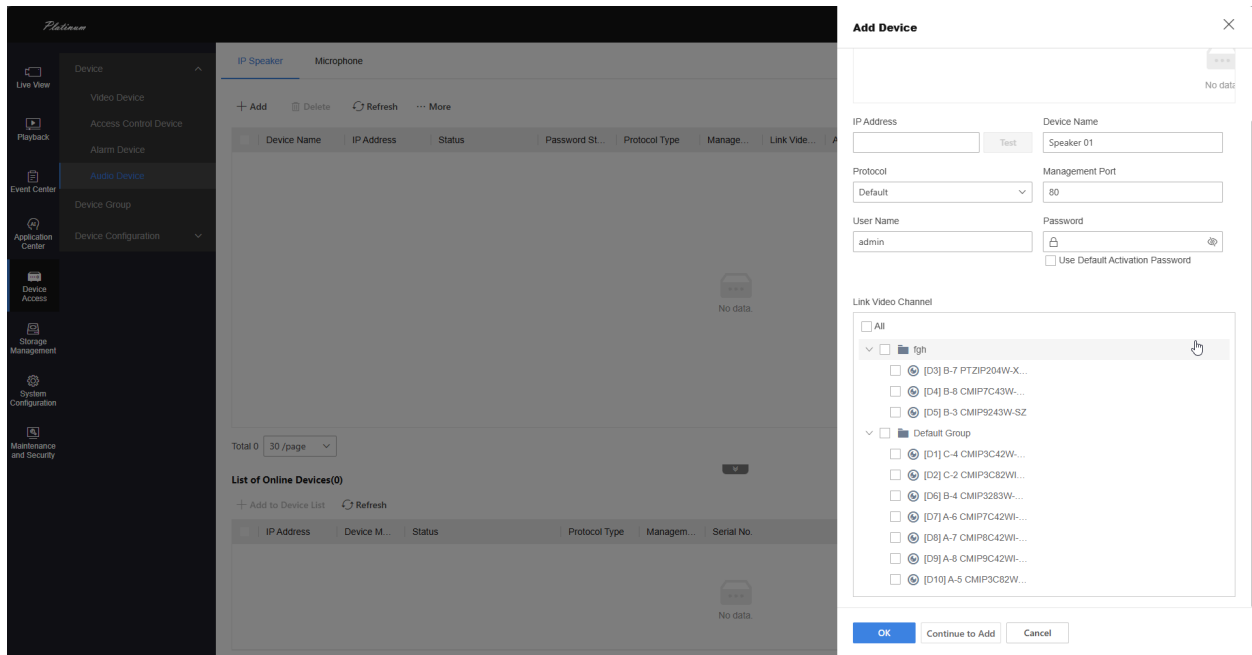 Platinum
Live View
Playback
Event Center
Application Center
Device Access
Storage Management
System Configuration
Maintenance and Security
Device
Video Device
Access Control Device
Alarm Device
Audio Device
Device Group
Device Configuration
IP Speaker Microphone
Add Delete Refresh ··· More
Device Name IP Address Status Password St... Protocol Type Manage... Link Vide... A
No data.
Total 0 30 /page
List of Online Devices(0)
Add to Device List Refresh
IP Address Device M... Status Protocol Type Managem... Serial No.
No data.
Add Device
No data
IP Address Device Name
Test Speaker 01
Protocol Management Port
Default 80
User Name Password
admin
Use Default Activation Password
Link Video Channel
All
fgh
[D3] B-7 PTZIP204W-X...
[D4] B-8 CMIP7C43W-...
[D5] B-3 CMIP9243W-SZ
Default Group
[D1] C-4 CMIP3C42W-...
[D2] C-2 CMIP3C82WI...
[D6] B-4 CMIP3283W-...
[D7] A-6 CMIP7C42WI-...
[D8] A-7 CMIP8C42WI-...
[D9] A-8 CMIP9C42WI-...
[D10] A-5 CMIP3C82W...
OK Continue to Add Cancel